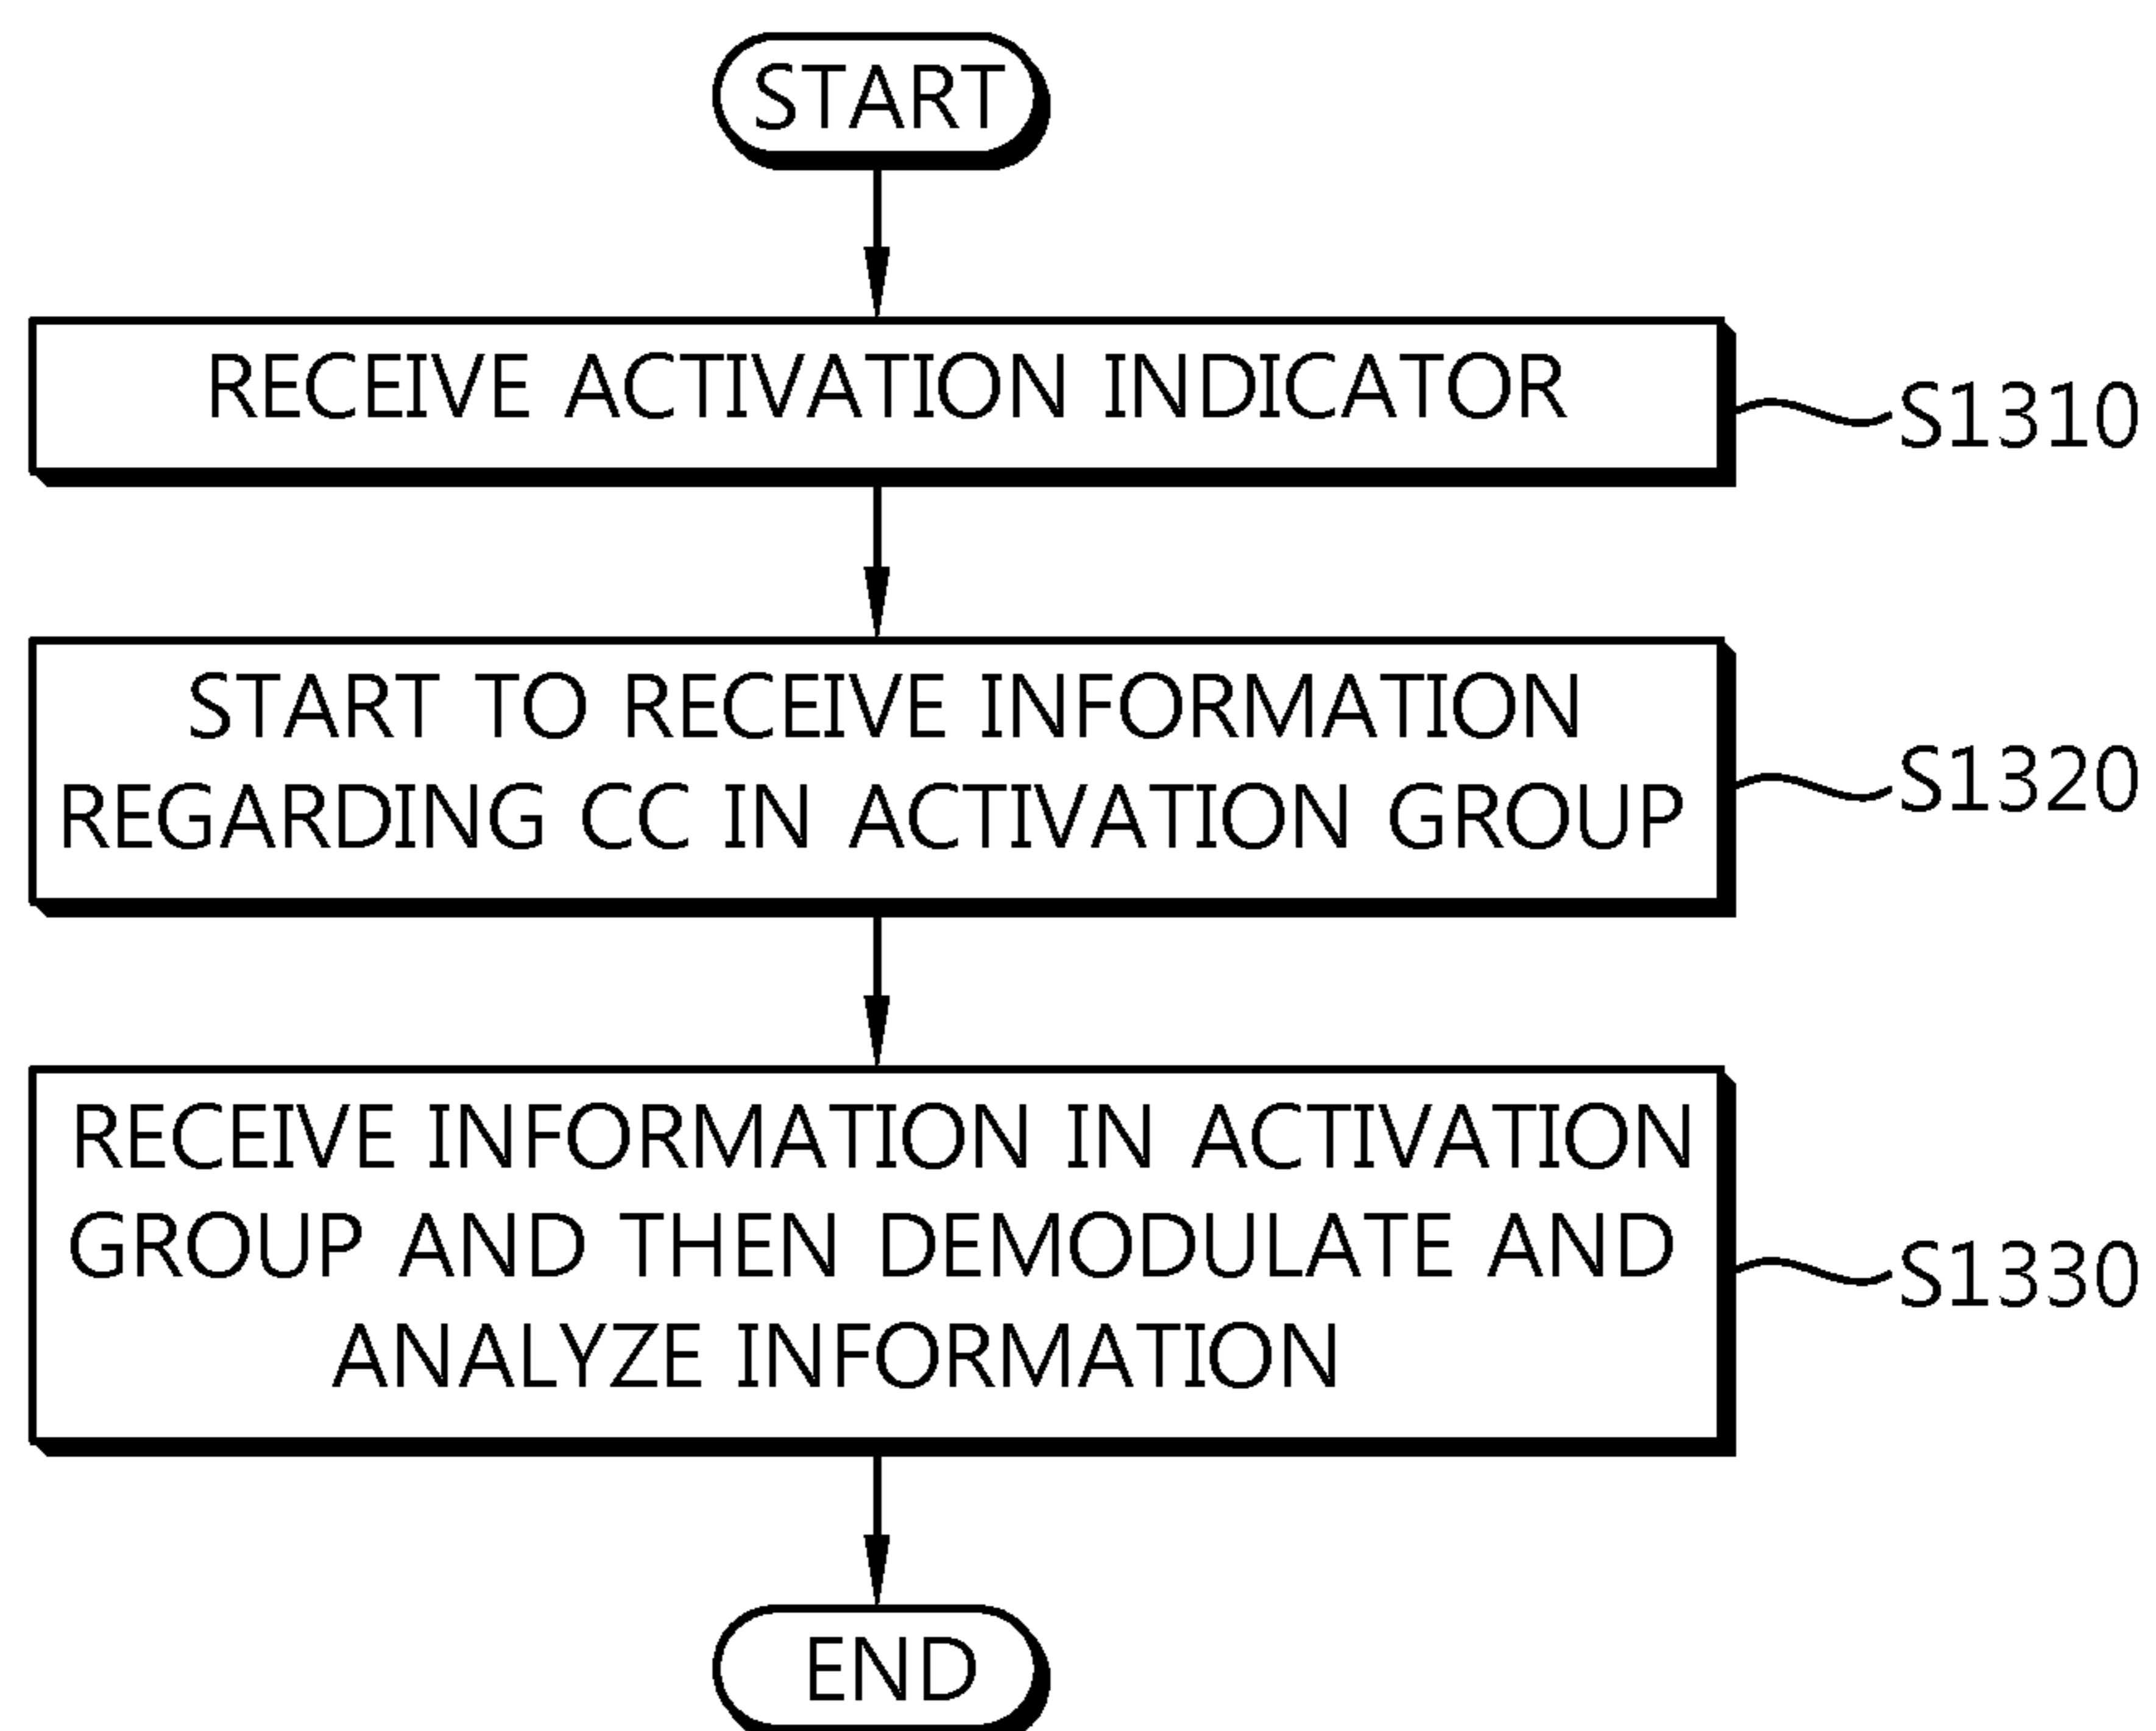 START
RECEIVE ACTIVATION INDICATOR
S1310
START TO RECEIVE INFORMATION
REGARDING CC IN ACTIVATION GROUP
S1320
RECEIVE INFORMATION IN ACTIVATION
GROUP AND THEN DEMODULATE AND
ANALYZE INFORMATION
S1330
END